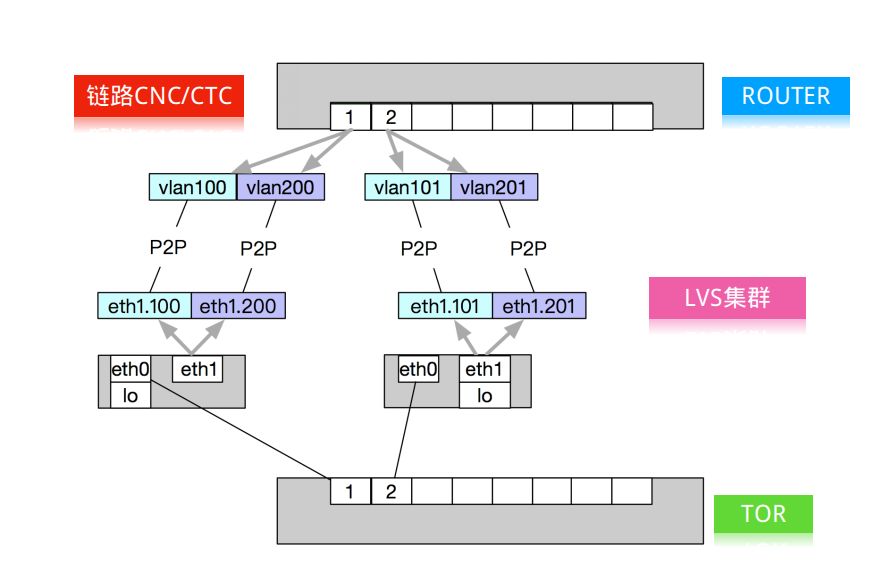 链路CNC/CTC
ROUTER
1 2
vlan100 vlan200 vlan101 vlan201
P2P P2P P2P P2P
LVS集群
eth1.100 eth1.200 eth1.101 eth1.201
eth0 eth1 eth0 eth1
lo lo
1 2
TOR